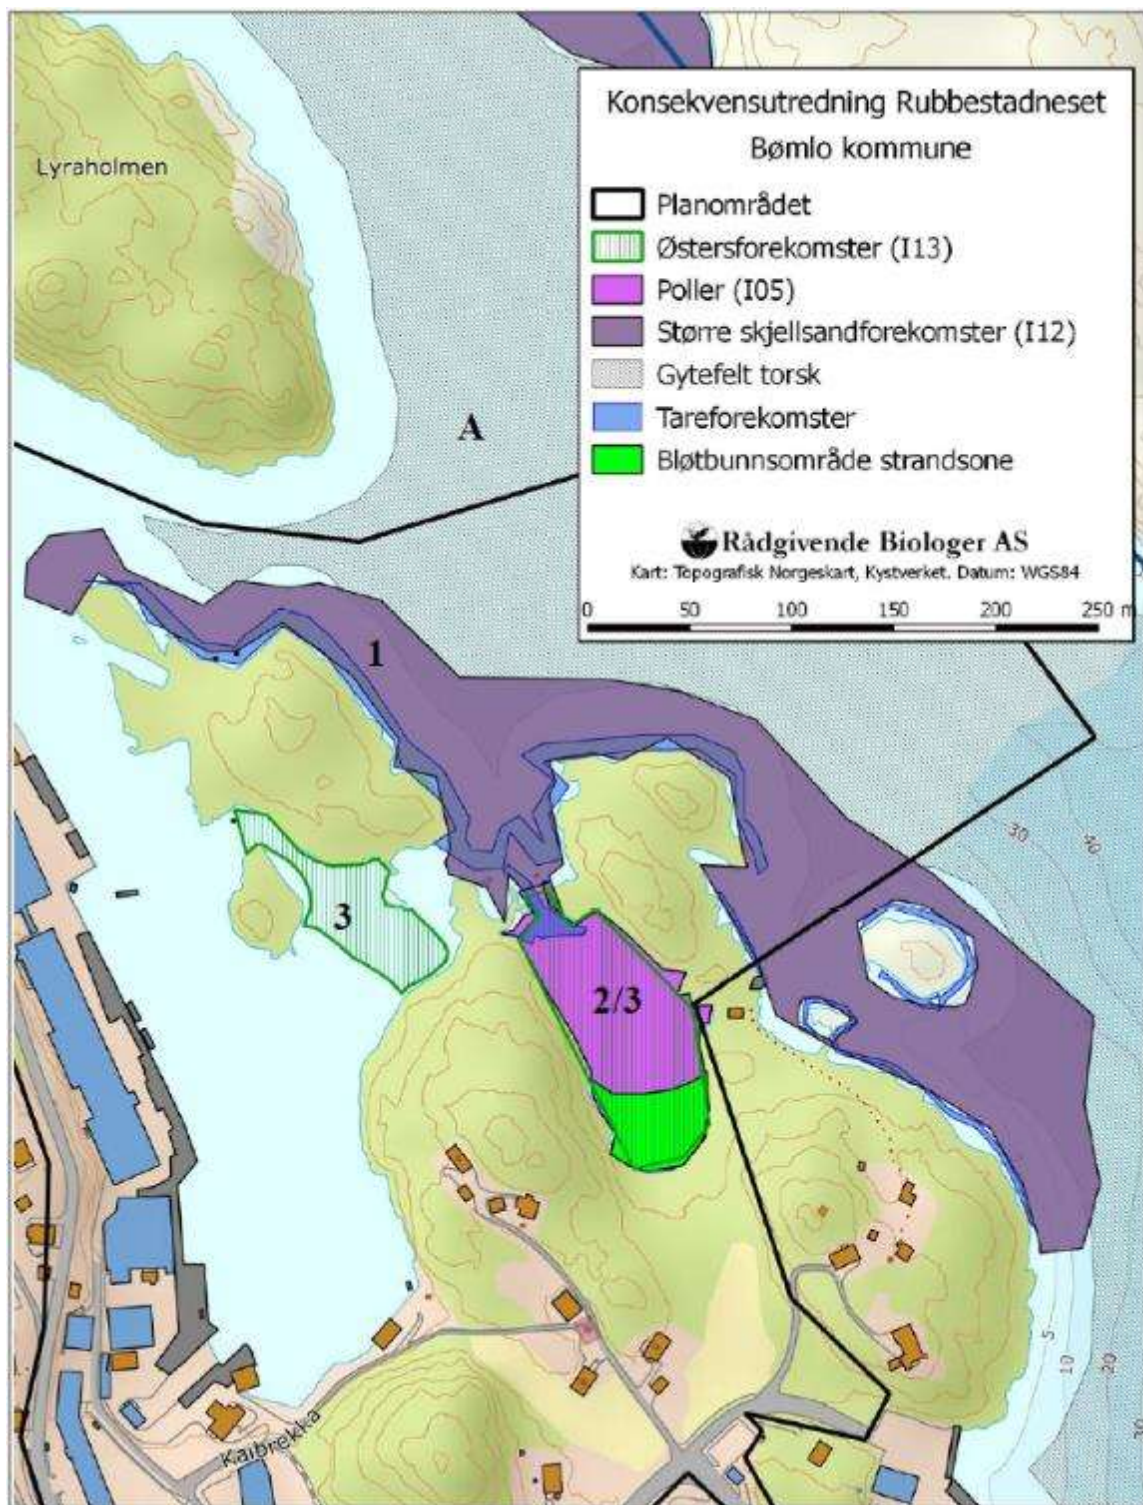 Konsekvensutredning Rubbestadneset
Bømlo kommune
Planområdet
Østersforekomster (I13)
Poller (I05)
Større skjellsandforekomster (I12)
Gytefelt torsk
Tareforekomster
Bløtbunnsområde strandsone
Rådgivende Biologer AS
Kart: Topografisk Norgeskart, Kystverket. Datum: WGS84
0 50 100 150 200 250 m
Lyraholmen
A
1
30
40
3
2/3
5
10
20
30
Kaibrekka